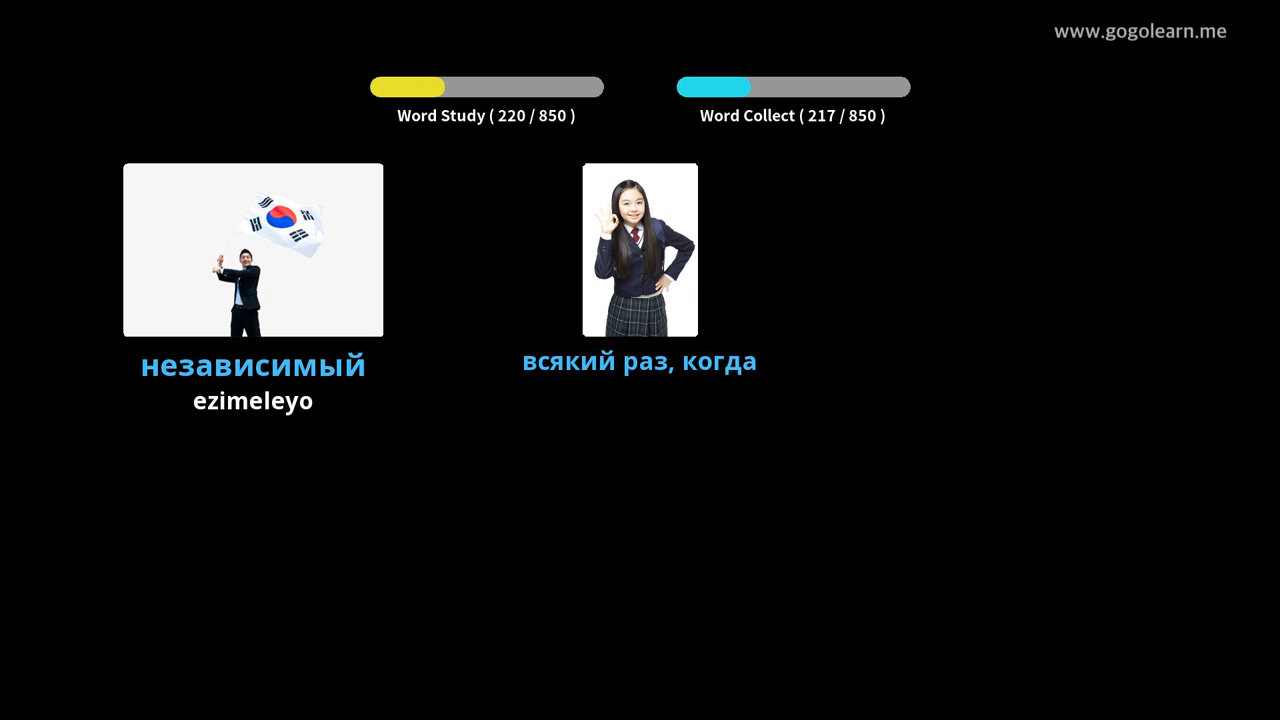 www.gogolearn.me
Word Study ( 220 / 850 )
Word Collect ( 217 / 850 )
независимый
ezimeleyo
всякий раз, когда